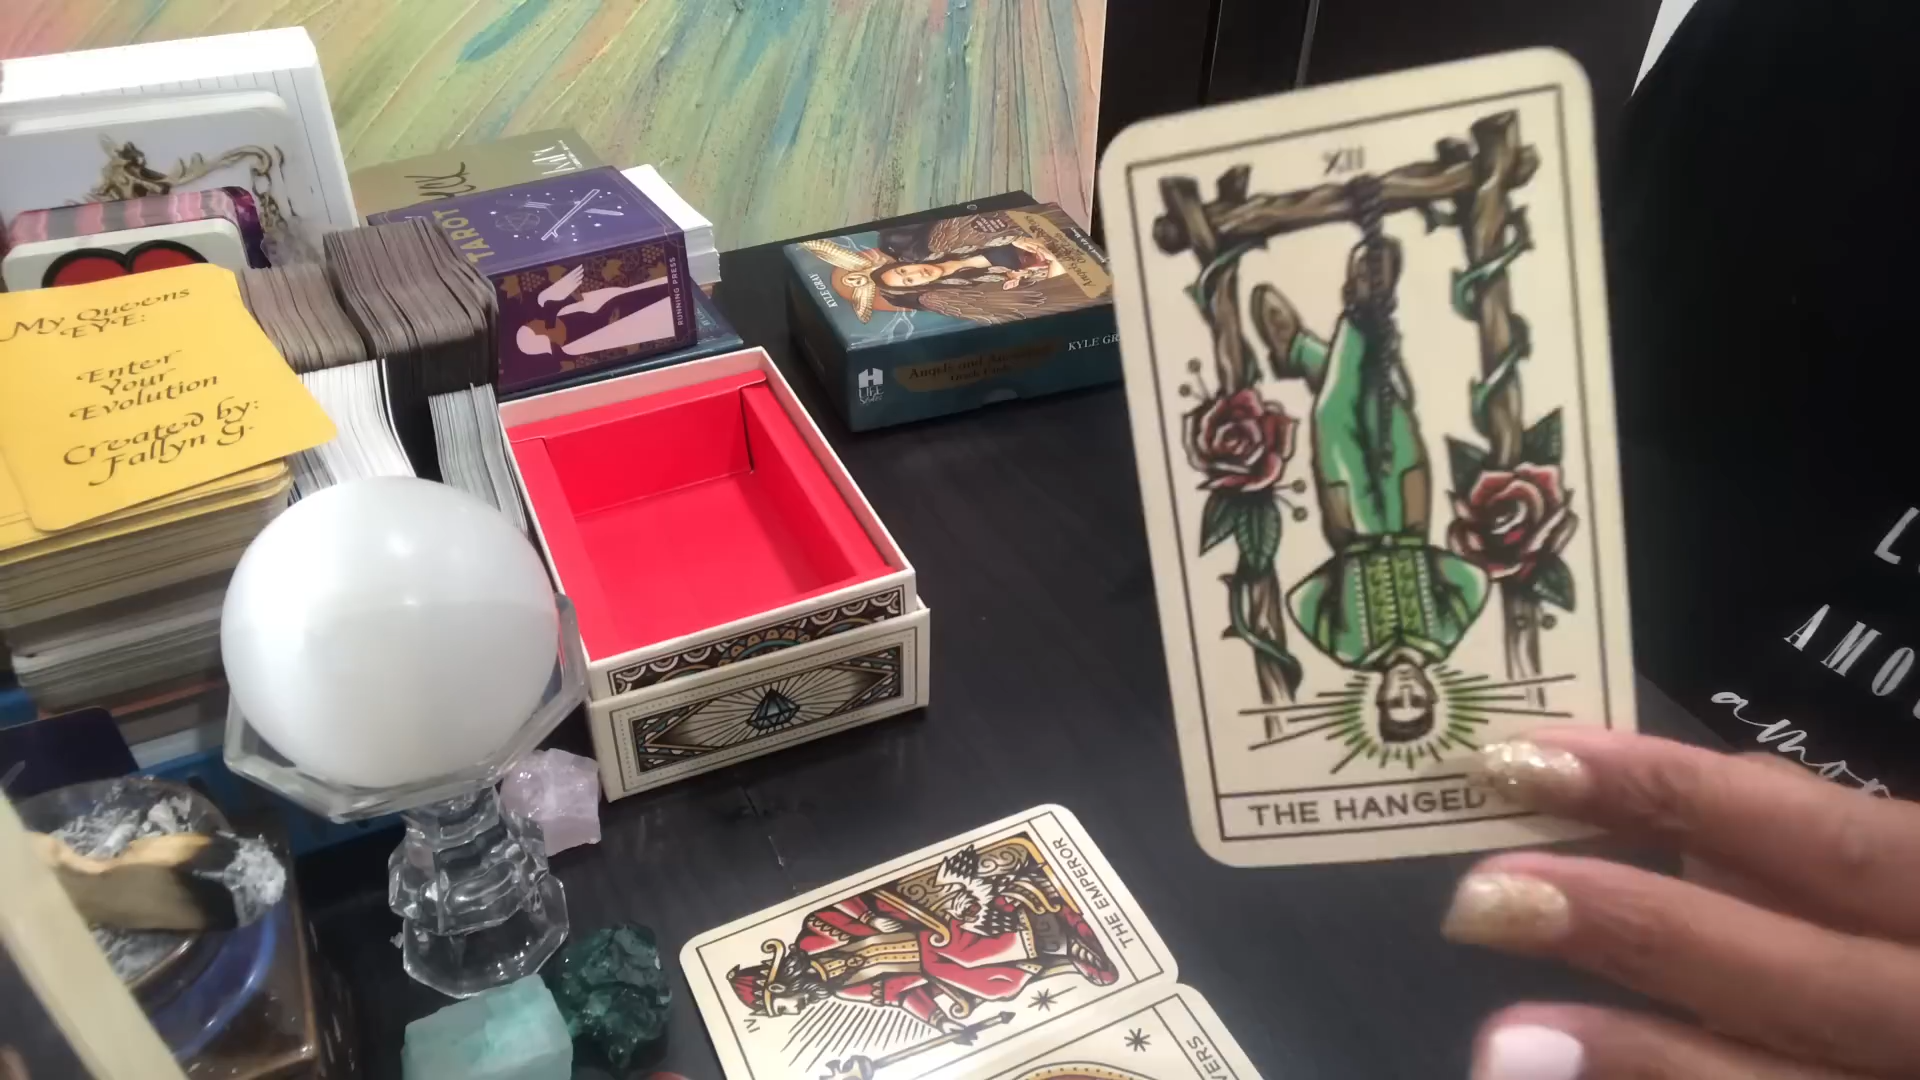 My Queens
EYE:
Enter
Your
Evolution
Created by:
Fallyn G.
TAROT
RUNNING PRESS
KYLE GRAY
Angels and Ancestors
Oracle Cards
KYLE GR
XII
THE HANGED
IV
THE EMPEROR
VERS
L
AMO
amor